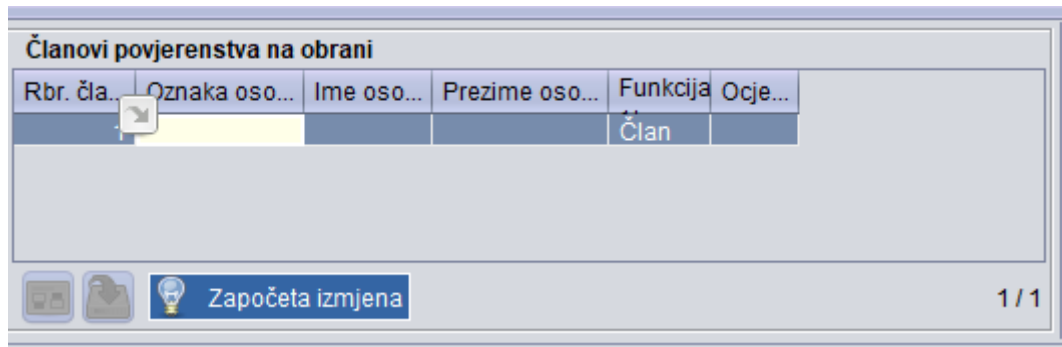 Članovi povjerenstva na obrani
Rbr. čla... Oznaka oso... Ime oso... Prezime oso... Funkcija Ocje...
1 Član
Započeta izmjena 1 / 1